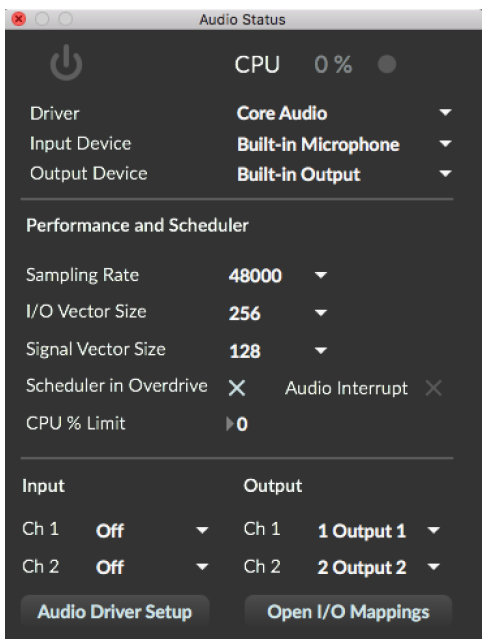 Audio Status
CPU 0 %
Driver Core Audio
Input Device Built-in Microphone
Output Device Built-in Output
Performance and Scheduler
Sampling Rate 48000
I/O Vector Size 256
Signal Vector Size 128
Scheduler in Overdrive Audio Interrupt
CPU % Limit 0
Input Output
Ch 1 Off Ch 1 1 Output 1
Ch 2 Off Ch 2 2 Output 2
Audio Driver Setup Open I/O Mappings